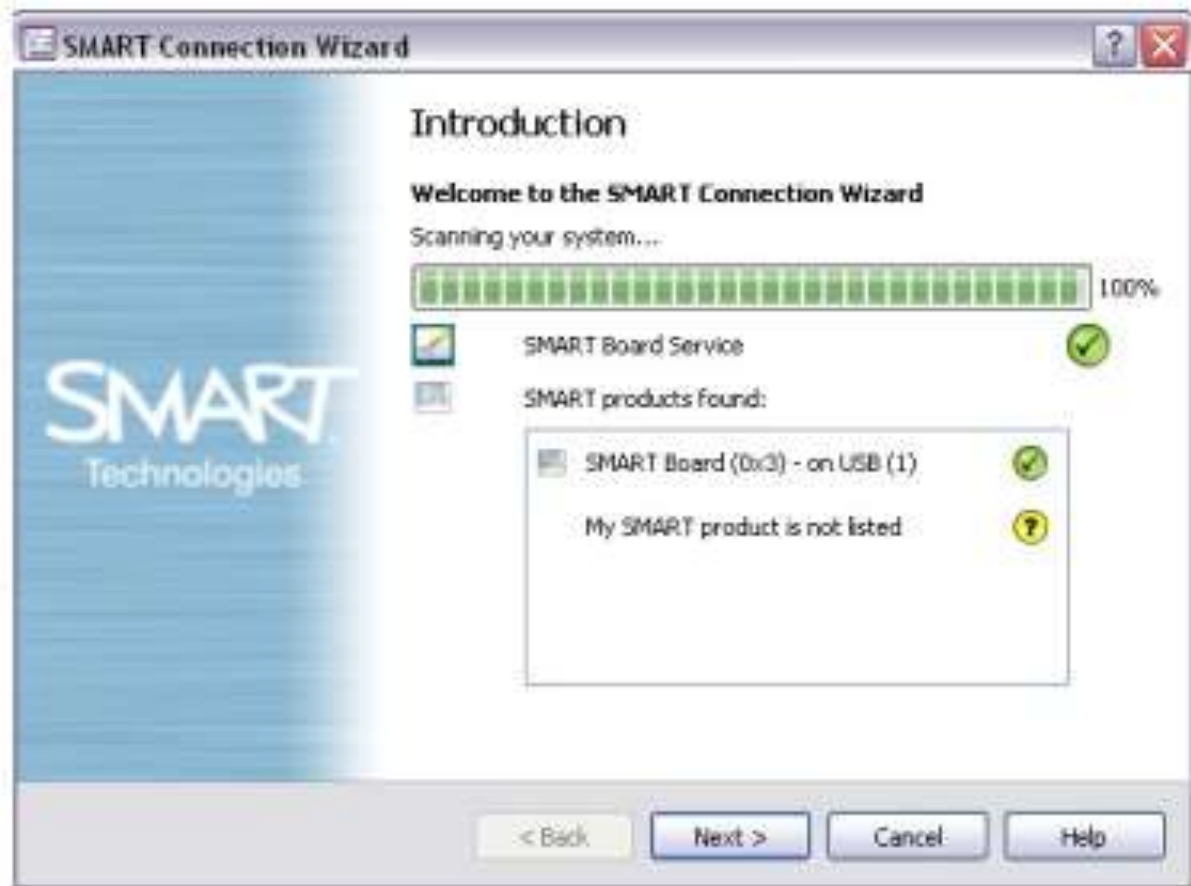 SMART Connection Wizard
Introduction
Welcome to the SMART Connection Wizard
Scanning your system...
100%
SMART Board Service
SMART products found:
SMART Board (0x3) - on USB (1)
My SMART product is not listed
SMART
Technologies
< Back Next > Cancel Help